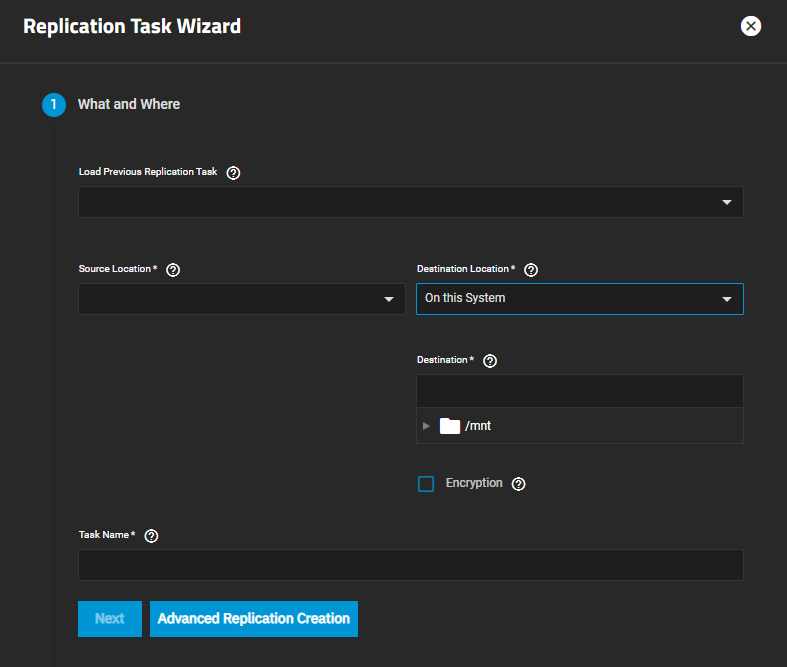 Replication Task Wizard
1 What and Where
Load Previous Replication Task ?
Source Location * ?
Destination Location * ?
On this System
Destination * ?
/mnt
Encryption ?
Task Name * ?
Next
Advanced Replication Creation